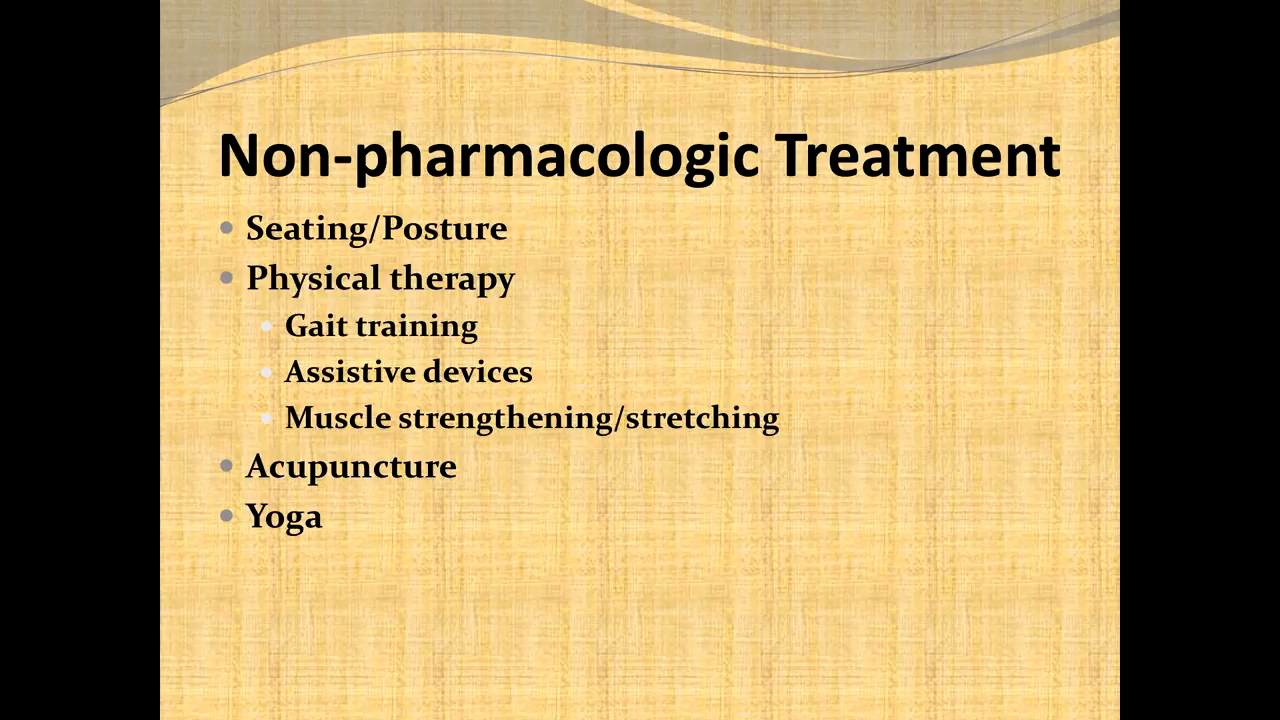 Non-pharmacologic Treatment
Seating/Posture
Physical therapy
Gait training
Assistive devices
Muscle strengthening/stretching
Acupuncture
Yoga